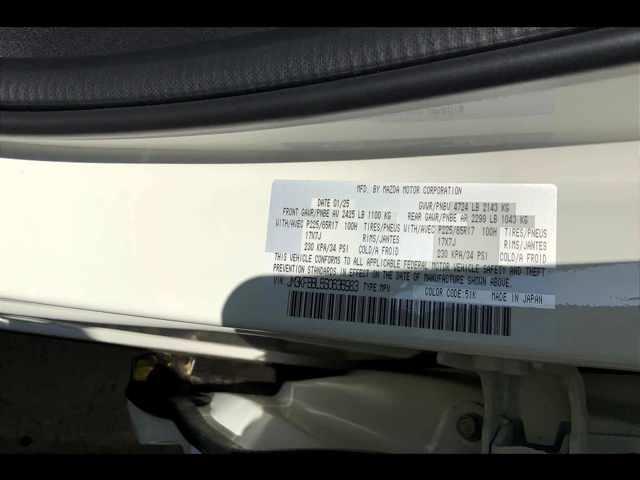 MFD. BY MAZDA MOTOR CORPORATION
DATE 01/25 GVWR/PNBV 4724 LB 2143 KG
FRONT GAWR/PNBE AV 2425 LB 1100 KG REAR GAWR/PNBE AR 2299 LB 1043 KG
WITH/AVEC P225/65R17 100H TIRES/PNEUS WITH/AVEC P225/65R17 100H TIRES/PNEUS
17X7J RIMS/JANTES 17X7J RIMS/JANTES
230 KPA/34 PSI COLD/A FROID 230 KPA/34 PSI COLD/A FROID
THIS VEHICLE CONFORMS TO ALL APPLICABLE FEDERAL MOTOR VEHICLE SAFETY AND THEFT
PREVENTION STANDARDS IN EFFECT ON THE DATE OF MANUFACTURE SHOWN ABOVE.
VIN TYPE:MPV COLOR CODE:51K MADE IN JAPAN